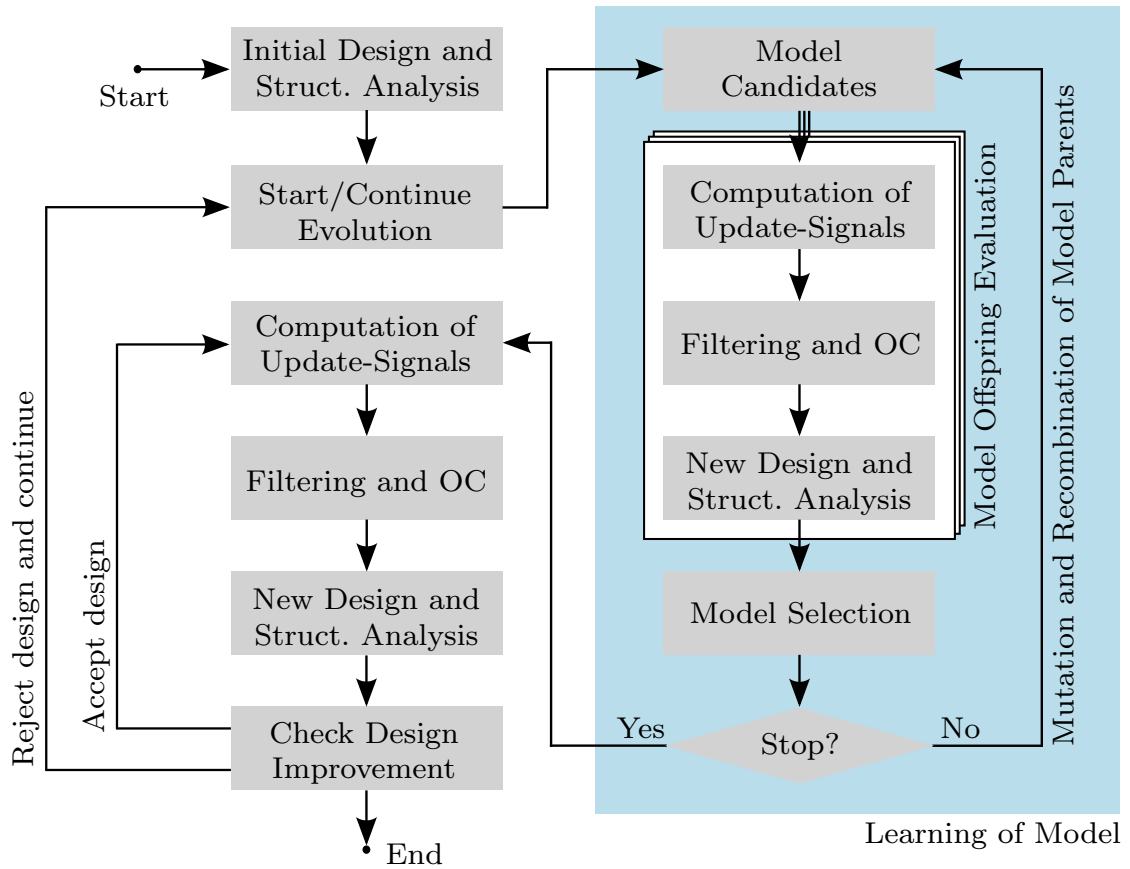 Start
Initial Design and
Struct. Analysis
Start/Continue
Evolution
Computation of
Update-Signals
Filtering and OC
New Design and
Struct. Analysis
Check Design
Improvement
End
Accept design
Reject design and continue
Model
Candidates
Computation of
Update-Signals
Filtering and OC
New Design and
Struct. Analysis
Model Offspring Evaluation
Model Selection
Stop?
Yes
No
Mutation and Recombination of Model Parents
Learning of Model